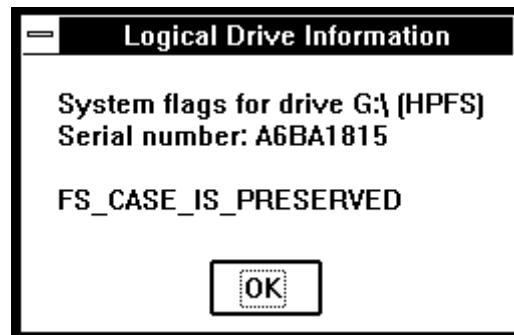 Logical Drive Information
System flags for drive G:\ (HPFS)
Serial number: A6BA1815
FS_CASE_IS_PRESERVED
OK